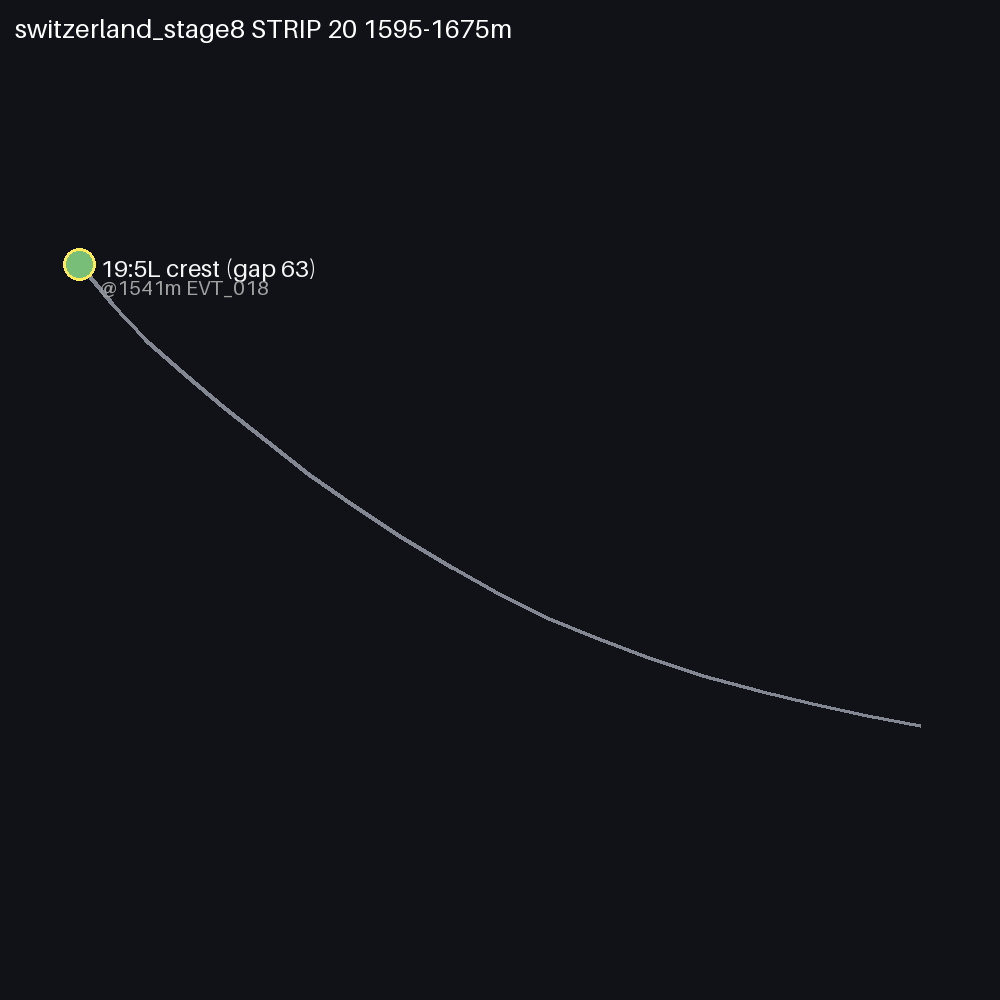 switzerland_stage8 STRIP 20 1595-1675m
19:5L crest (gap 63)
@1541m EVT_018